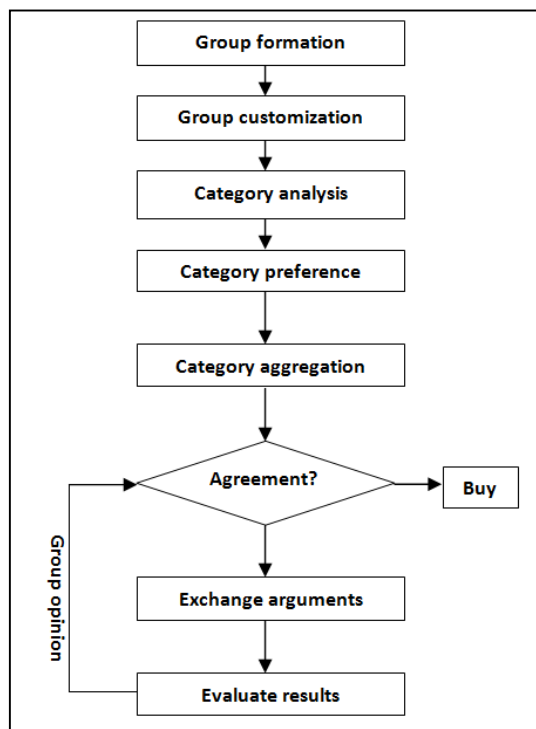 Group formation
Group customization
Category analysis
Category preference
Category aggregation
Agreement?
Buy
Group opinion
Exchange arguments
Evaluate results